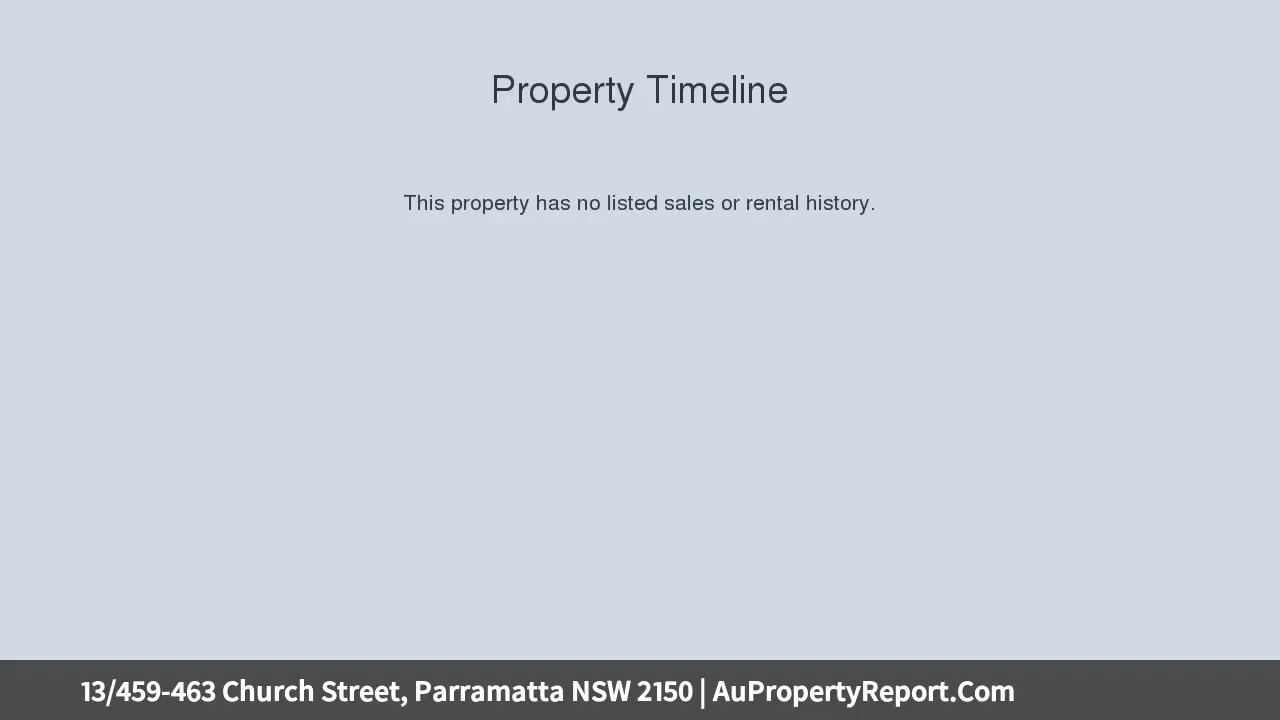 Property Timeline
This property has no listed sales or rental history.
13/459-463 Church Street, Parramatta NSW 2150 | AuPropertyReport.Com